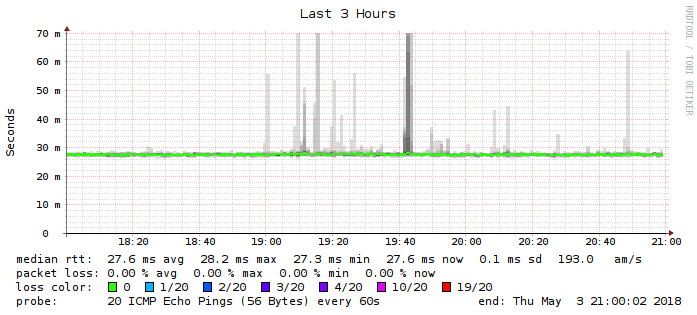 Last 3 Hours
RRDTOOL / TOBI OETIKER
Seconds
70 m
60 m
50 m
40 m
30 m
20 m
10 m
0
18:20 18:40 19:00 19:20 19:40 20:00 20:20 20:40 21:00
median rtt: 27.6 ms avg 28.2 ms max 27.3 ms min 27.6 ms now 0.1 ms sd 193.0 am/s
packet loss: 0.00 % avg 0.00 % max 0.00 % min 0.00 % now
loss color: 0 1/20 2/20 3/20 4/20 10/20 19/20
probe: 20 ICMP Echo Pings (56 Bytes) every 60s end: Thu May 3 21:00:02 2018